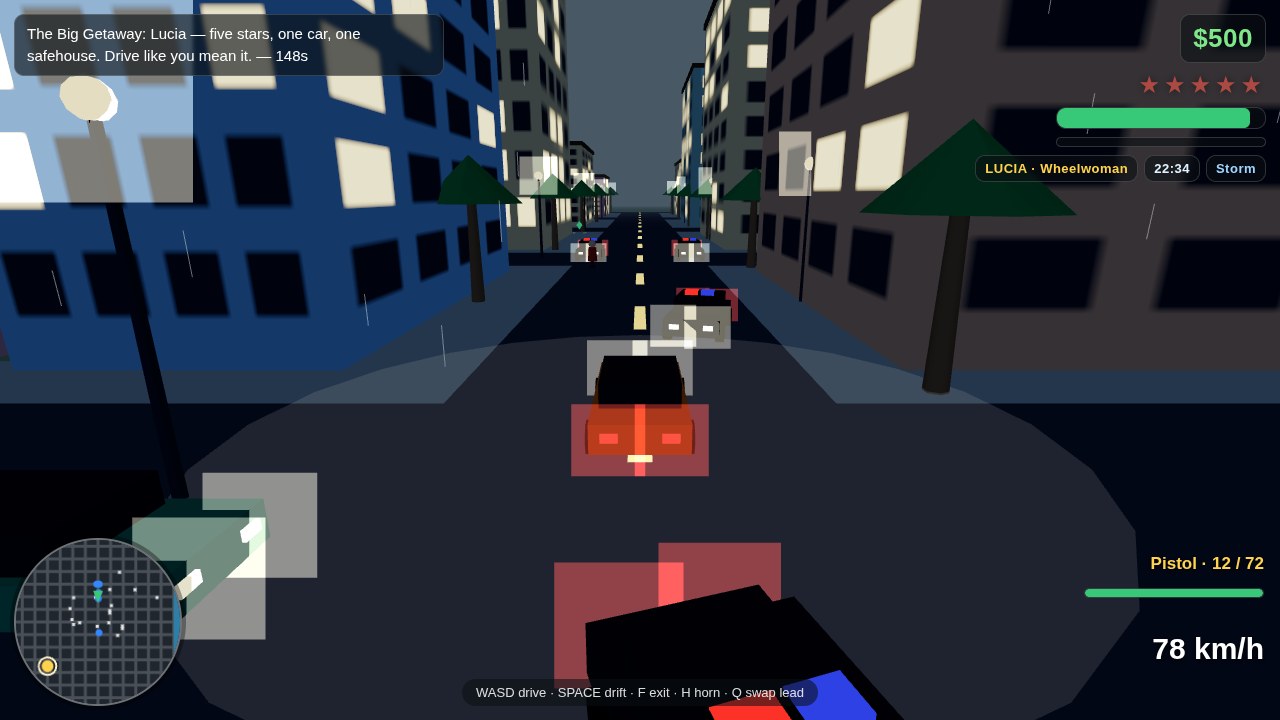 The Big Getaway: Lucia — five stars, one car, one
safehouse. Drive like you mean it. — 148s
$500
★ ★ ★ ★ ★
LUCIA · Wheelwoman
22:34
Storm
Pistol · 12 / 72
78 km/h
WASD drive · SPACE drift · F exit · H horn · Q swap lead